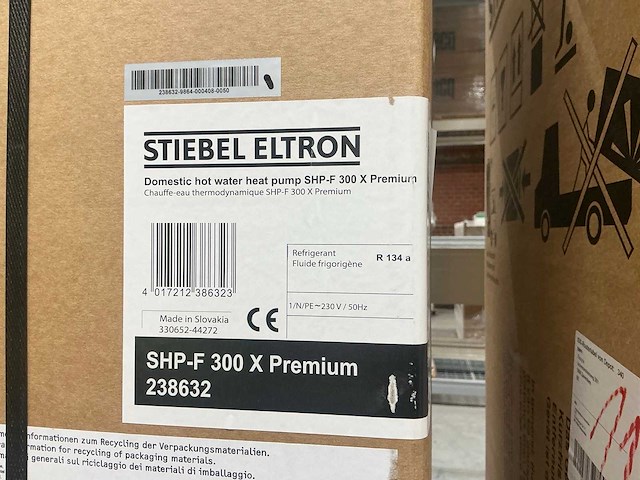 238632-9864-000408-0050
STIEBEL ELTRON
Domestic hot water heat pump SHP-F 300 X Premium
Chauffe-eau thermodynamique SHP-F 300 X Premium
Refrigerant
Fluide frigorigène
R 134 a
4 017212 386323
1/N/PE~230 V / 50Hz
Made in Slovakia
330652-44272
CE
SHP-F 300 X Premium
238632
informationen zum Recycling der Verpackungsmaterialien.
information for recycling of packaging materials.
generali sul riciclaggio dei materiali di imballaggio.